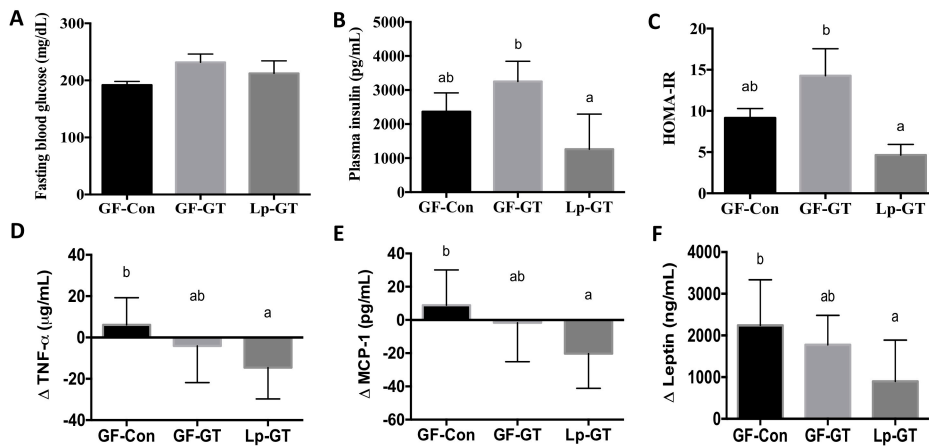 A
Fasting blood glucose (mg/dL)
300
200
100
0
GF-Con GF-GT Lp-GT
B
Plasma insulin (pg/mL)
5000
4000
3000
2000
1000
0
ab
b
a
GF-Con GF-GT Lp-GT
C
HOMA-IR
20
15
10
5
0
ab
b
a
GF-Con GF-GT Lp-GT
D
Δ TNF-α (µg/mL)
40
20
0
-20
-40
b
ab
a
GF-Con GF-GT Lp-GT
E
Δ MCP-1 (pg/mL)
40
20
0
-20
-40
-60
b
ab
a
GF-Con GF-GT Lp-GT
F
Δ Leptin (ng/mL)
4000
3000
2000
1000
0
b
ab
a
GF-Con GF-GT Lp-GT